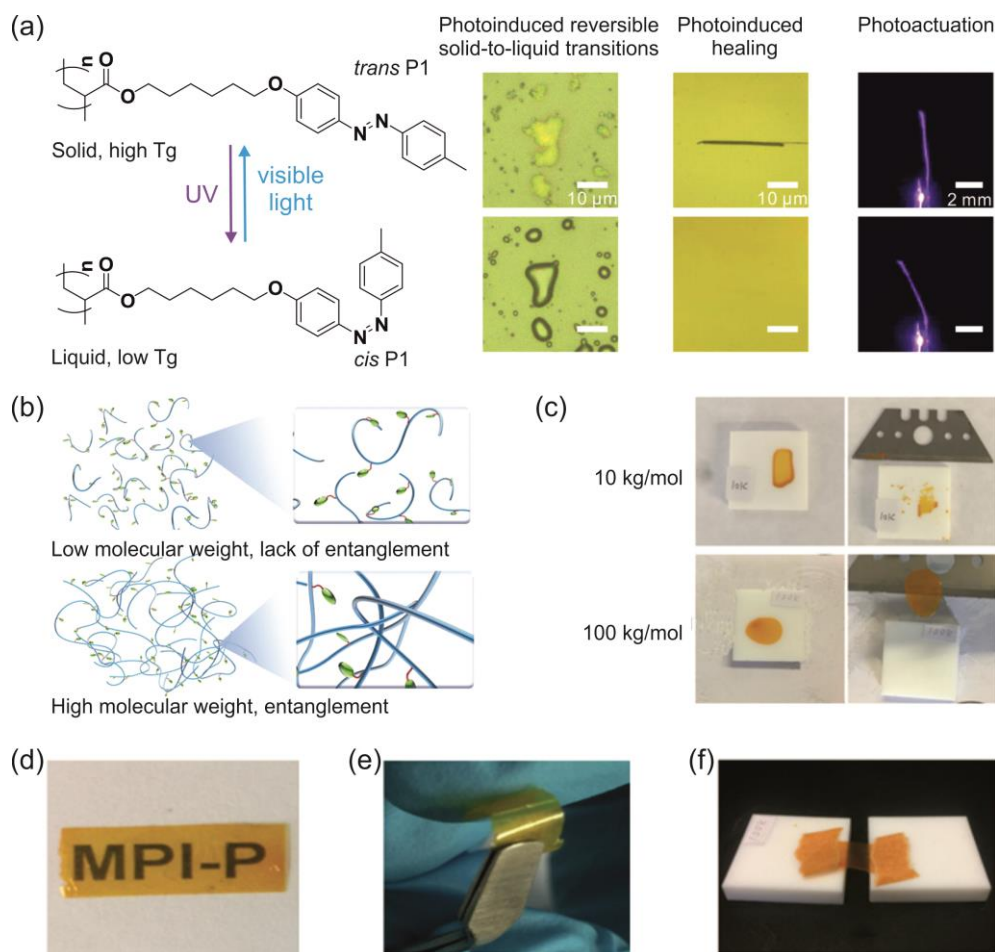 (a)
Photoinduced reversible
solid-to-liquid transitions
Photoinduced
healing
Photoactuation
n
O
O
O
N
N
trans P1
Solid, high Tg
UV
visible
light
10 μm
10 μm
2 mm
n
O
O
O
N
N
Liquid, low Tg
cis P1
(b)
Low molecular weight, lack of entanglement
High molecular weight, entanglement
(c)
10 kg/mol
100 kg/mol
(d)
MPI-P
(e)
(f)